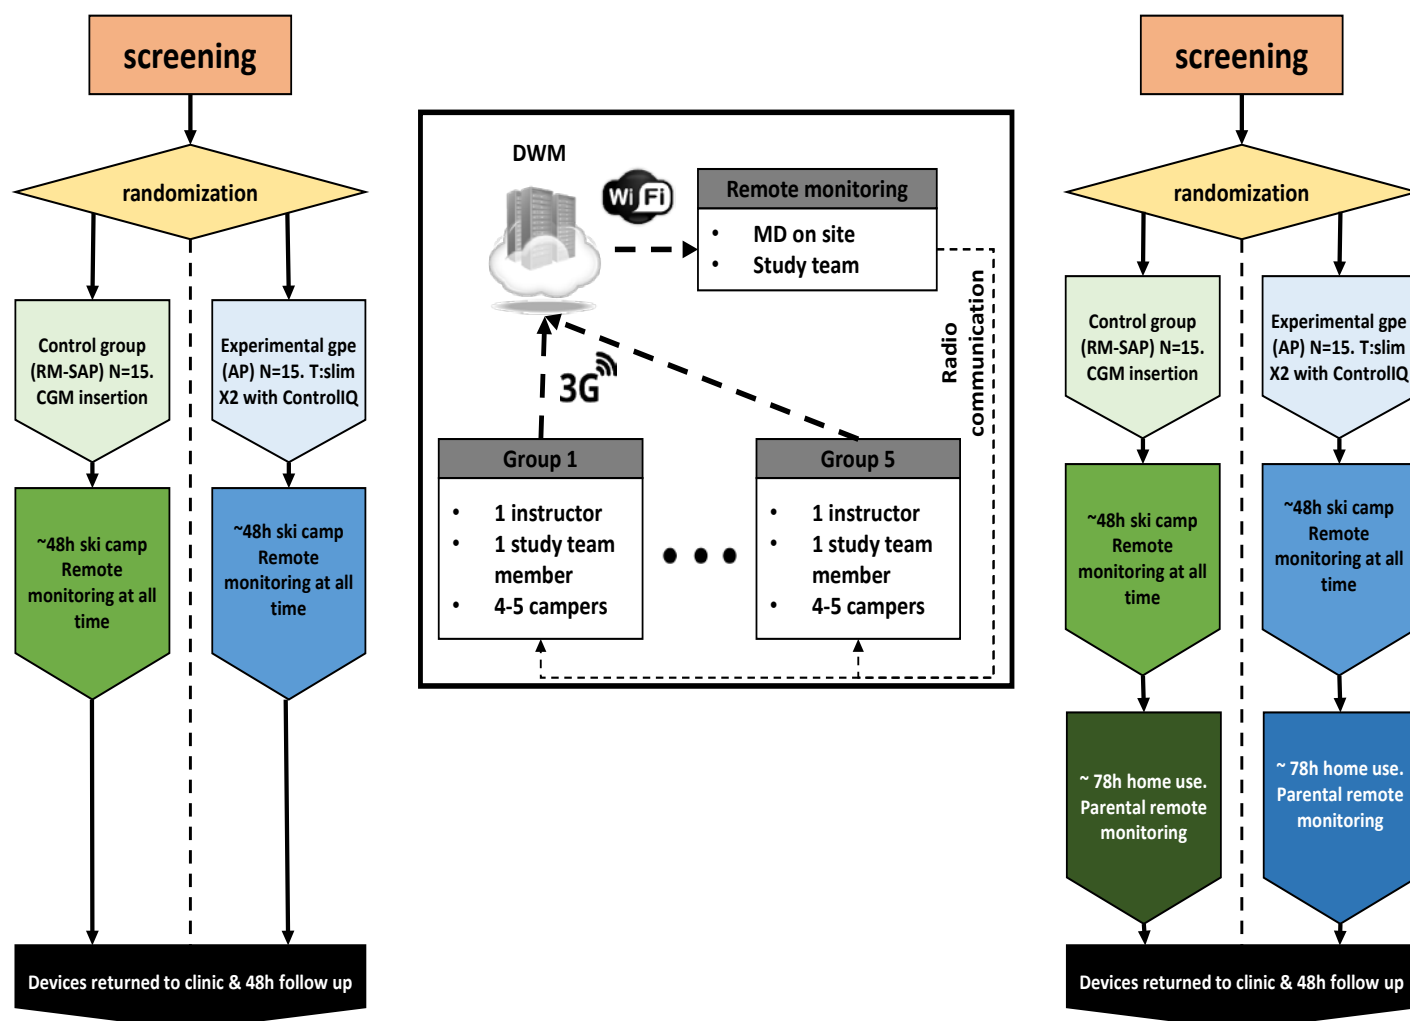 screening
randomization
Control group
(RM-SAP) N=15.
CGM insertion
Experimental gpe
(AP) N=15. T:slim
X2 with ControlIQ
~48h ski camp
Remote
monitoring at all
time
~48h ski camp
Remote
monitoring at all
time
Devices returned to clinic & 48h follow up
DWM
WiFi
Remote monitoring
• MD on site
• Study team
3G
Radio
communication
Group 1
• 1 instructor
• 1 study team
member
• 4-5 campers
Group 5
• 1 instructor
• 1 study team
member
• 4-5 campers
screening
randomization
Control group
(RM-SAP) N=15.
CGM insertion
Experimental gpe
(AP) N=15. T:slim
X2 with ControlIQ
~48h ski camp
Remote
monitoring at all
time
~48h ski camp
Remote
monitoring at all
time
~ 78h home use.
Parental remote
monitoring
~ 78h home use.
Parental remote
monitoring
Devices returned to clinic & 48h follow up